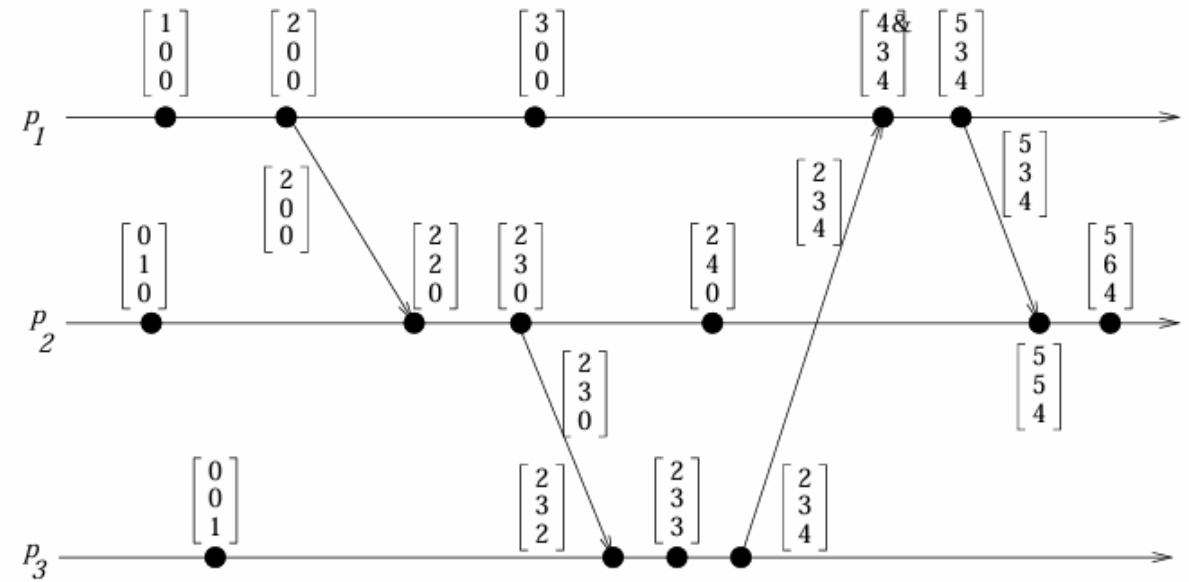 1 2 3 4& 5
0 0 0 3 3
0 0 0 4 4
p1
2 2 5
0 3 3
0 4 4
0 2 2 2 5
1 2 3 4 6
0 0 0 0 4
p2
2 5
3 5
0 4
0 2 2 2
0 3 3 3
1 2 3 4
p3